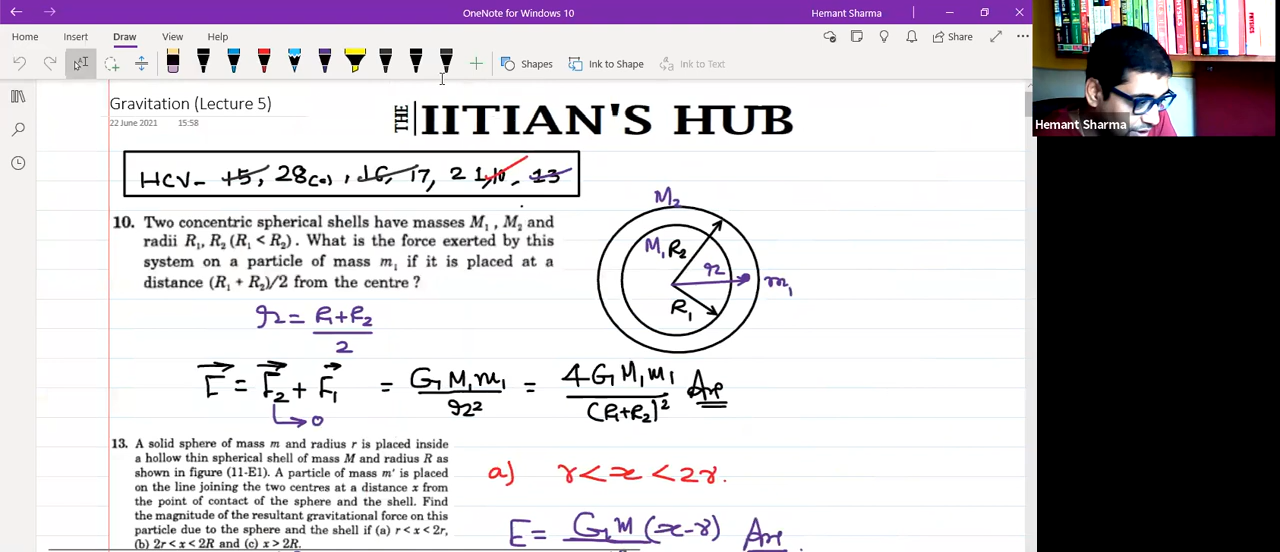 OneNote for Windows 10
Hemant Sharma
Home Insert Draw View Help
Share
Shapes Ink to Shape Ink to Text
Gravitation (Lecture 5)
22 June 2021 15:58
THE IITIAN'S HUB
Hemant Sharma
HCV - 15, 28(a), 16, 17, 21, 10, 13
10. Two concentric spherical shells have masses M₁, M₂ and
radii R₁, R₂ (R₁ < R₂). What is the force exerted by this
system on a particle of mass m₁ if it is placed at a
distance (R₁ + R₂)/2 from the centre ?
M₂
M₁ R₂
r
m₁
R₁
r = R₁+R₂ / 2
F = F₂ + F₁ = GM₁m₁ / r² = 4GM₁m₁ / (R₁+R₂)² Ans
→ 0
13. A solid sphere of mass m and radius r is placed inside
a hollow thin spherical shell of mass M and radius R as
shown in figure (11-E1). A particle of mass m' is placed
on the line joining the two centres at a distance x from
the point of contact of the sphere and the shell. Find
the magnitude of the resultant gravitational force on this
particle due to the sphere and the shell if (a) r < x < 2r,
(b) 2r < x < 2R and (c) x > 2R.
a) r < x < 2r.
E = Gm(x-r) Ans